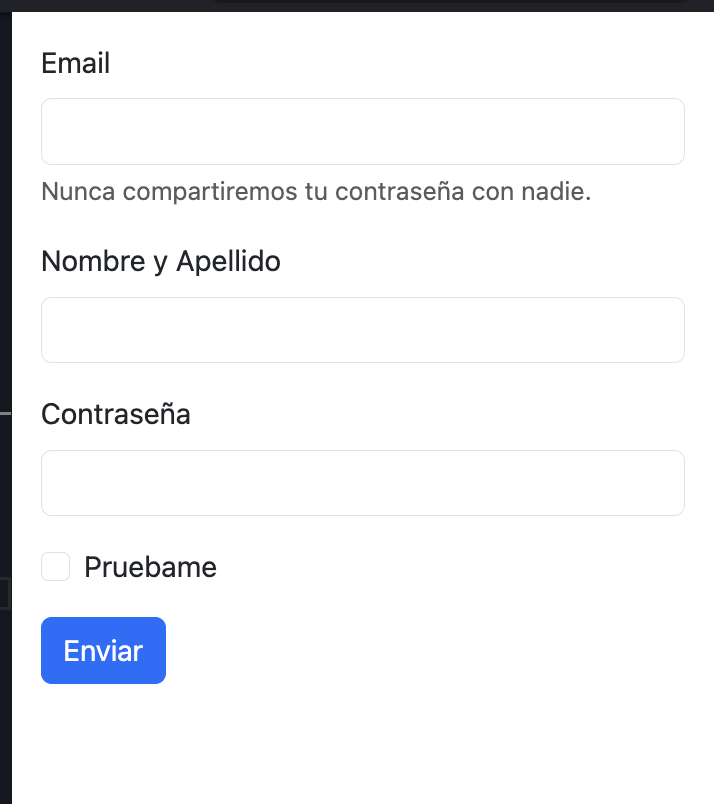 Email
Nunca compartiremos tu contraseña con nadie.
Nombre y Apellido
Contraseña
Pruebame
Enviar